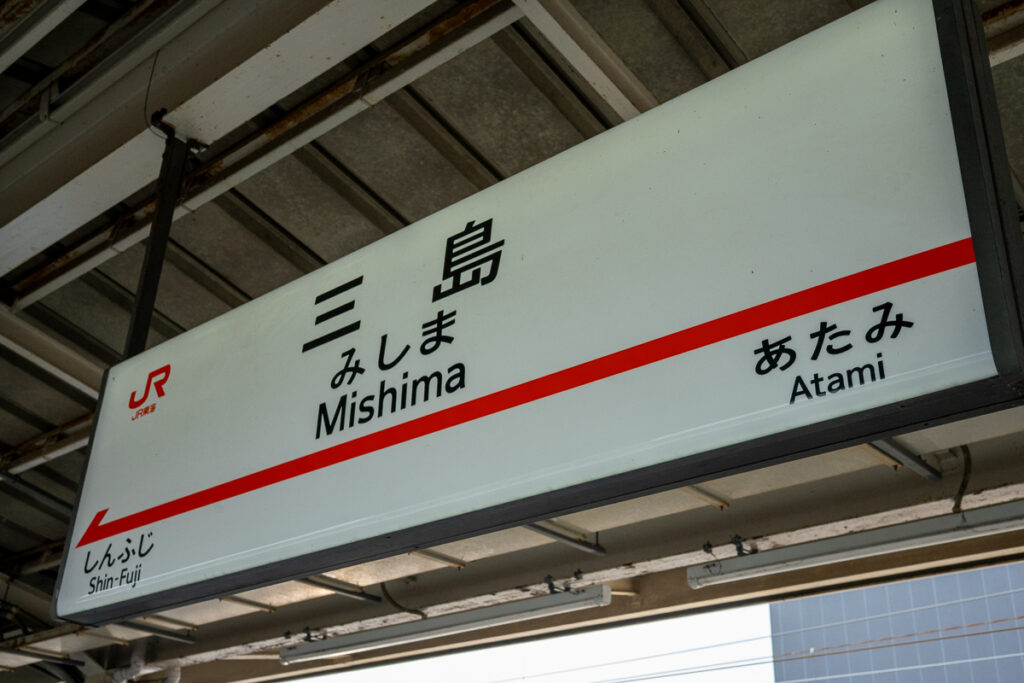 JR
JR東海
三島
みしま
Mishima
しんふじ
Shin-Fuji
あたみ
Atami